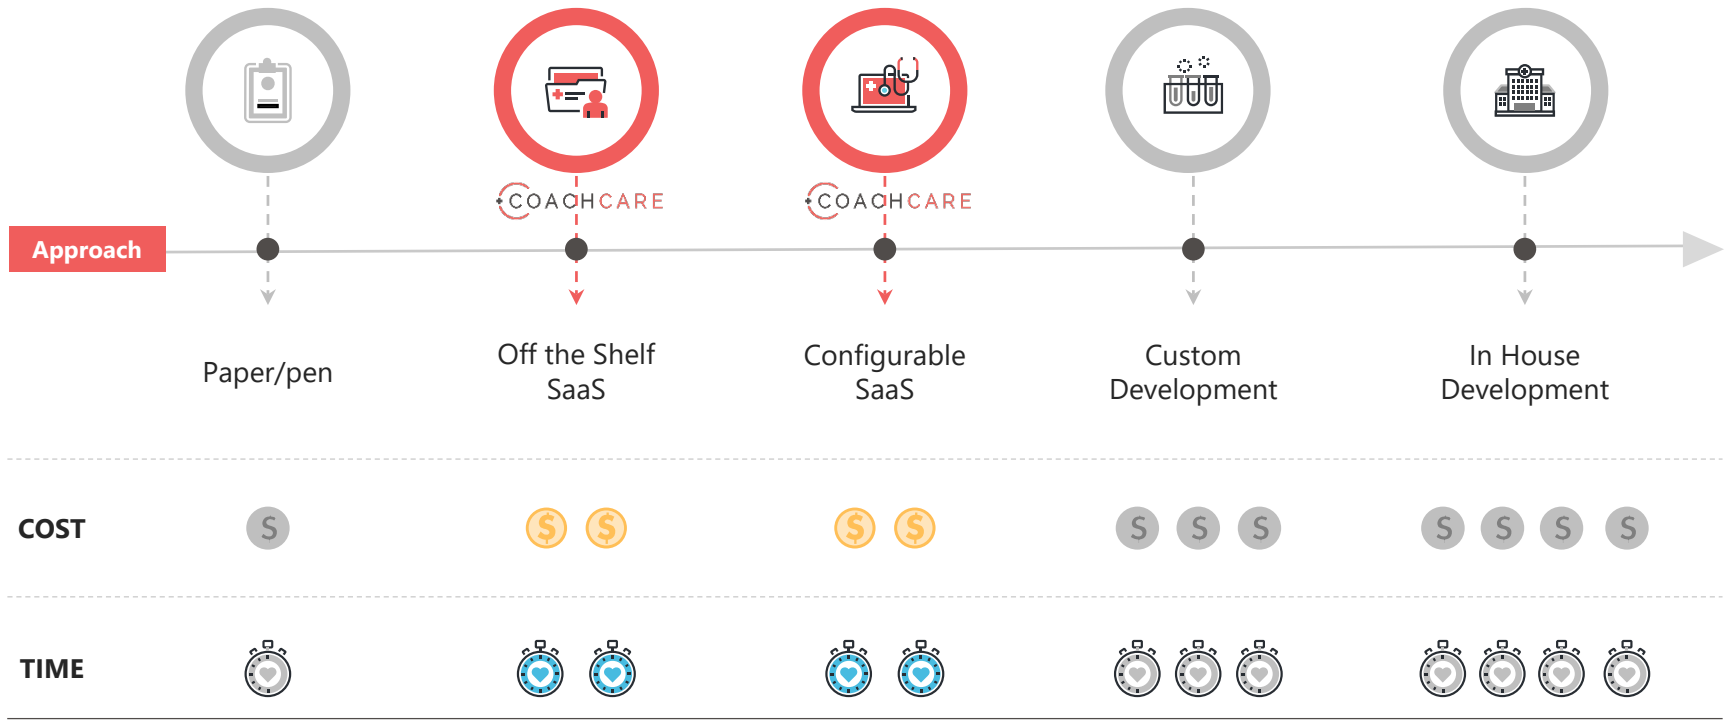 COACHCARE
COACHCARE
Approach
Paper/pen
Off the Shelf
SaaS
Configurable
SaaS
Custom
Development
In House
Development
COST
S
$ $
$ $
S S S
S S S S
TIME